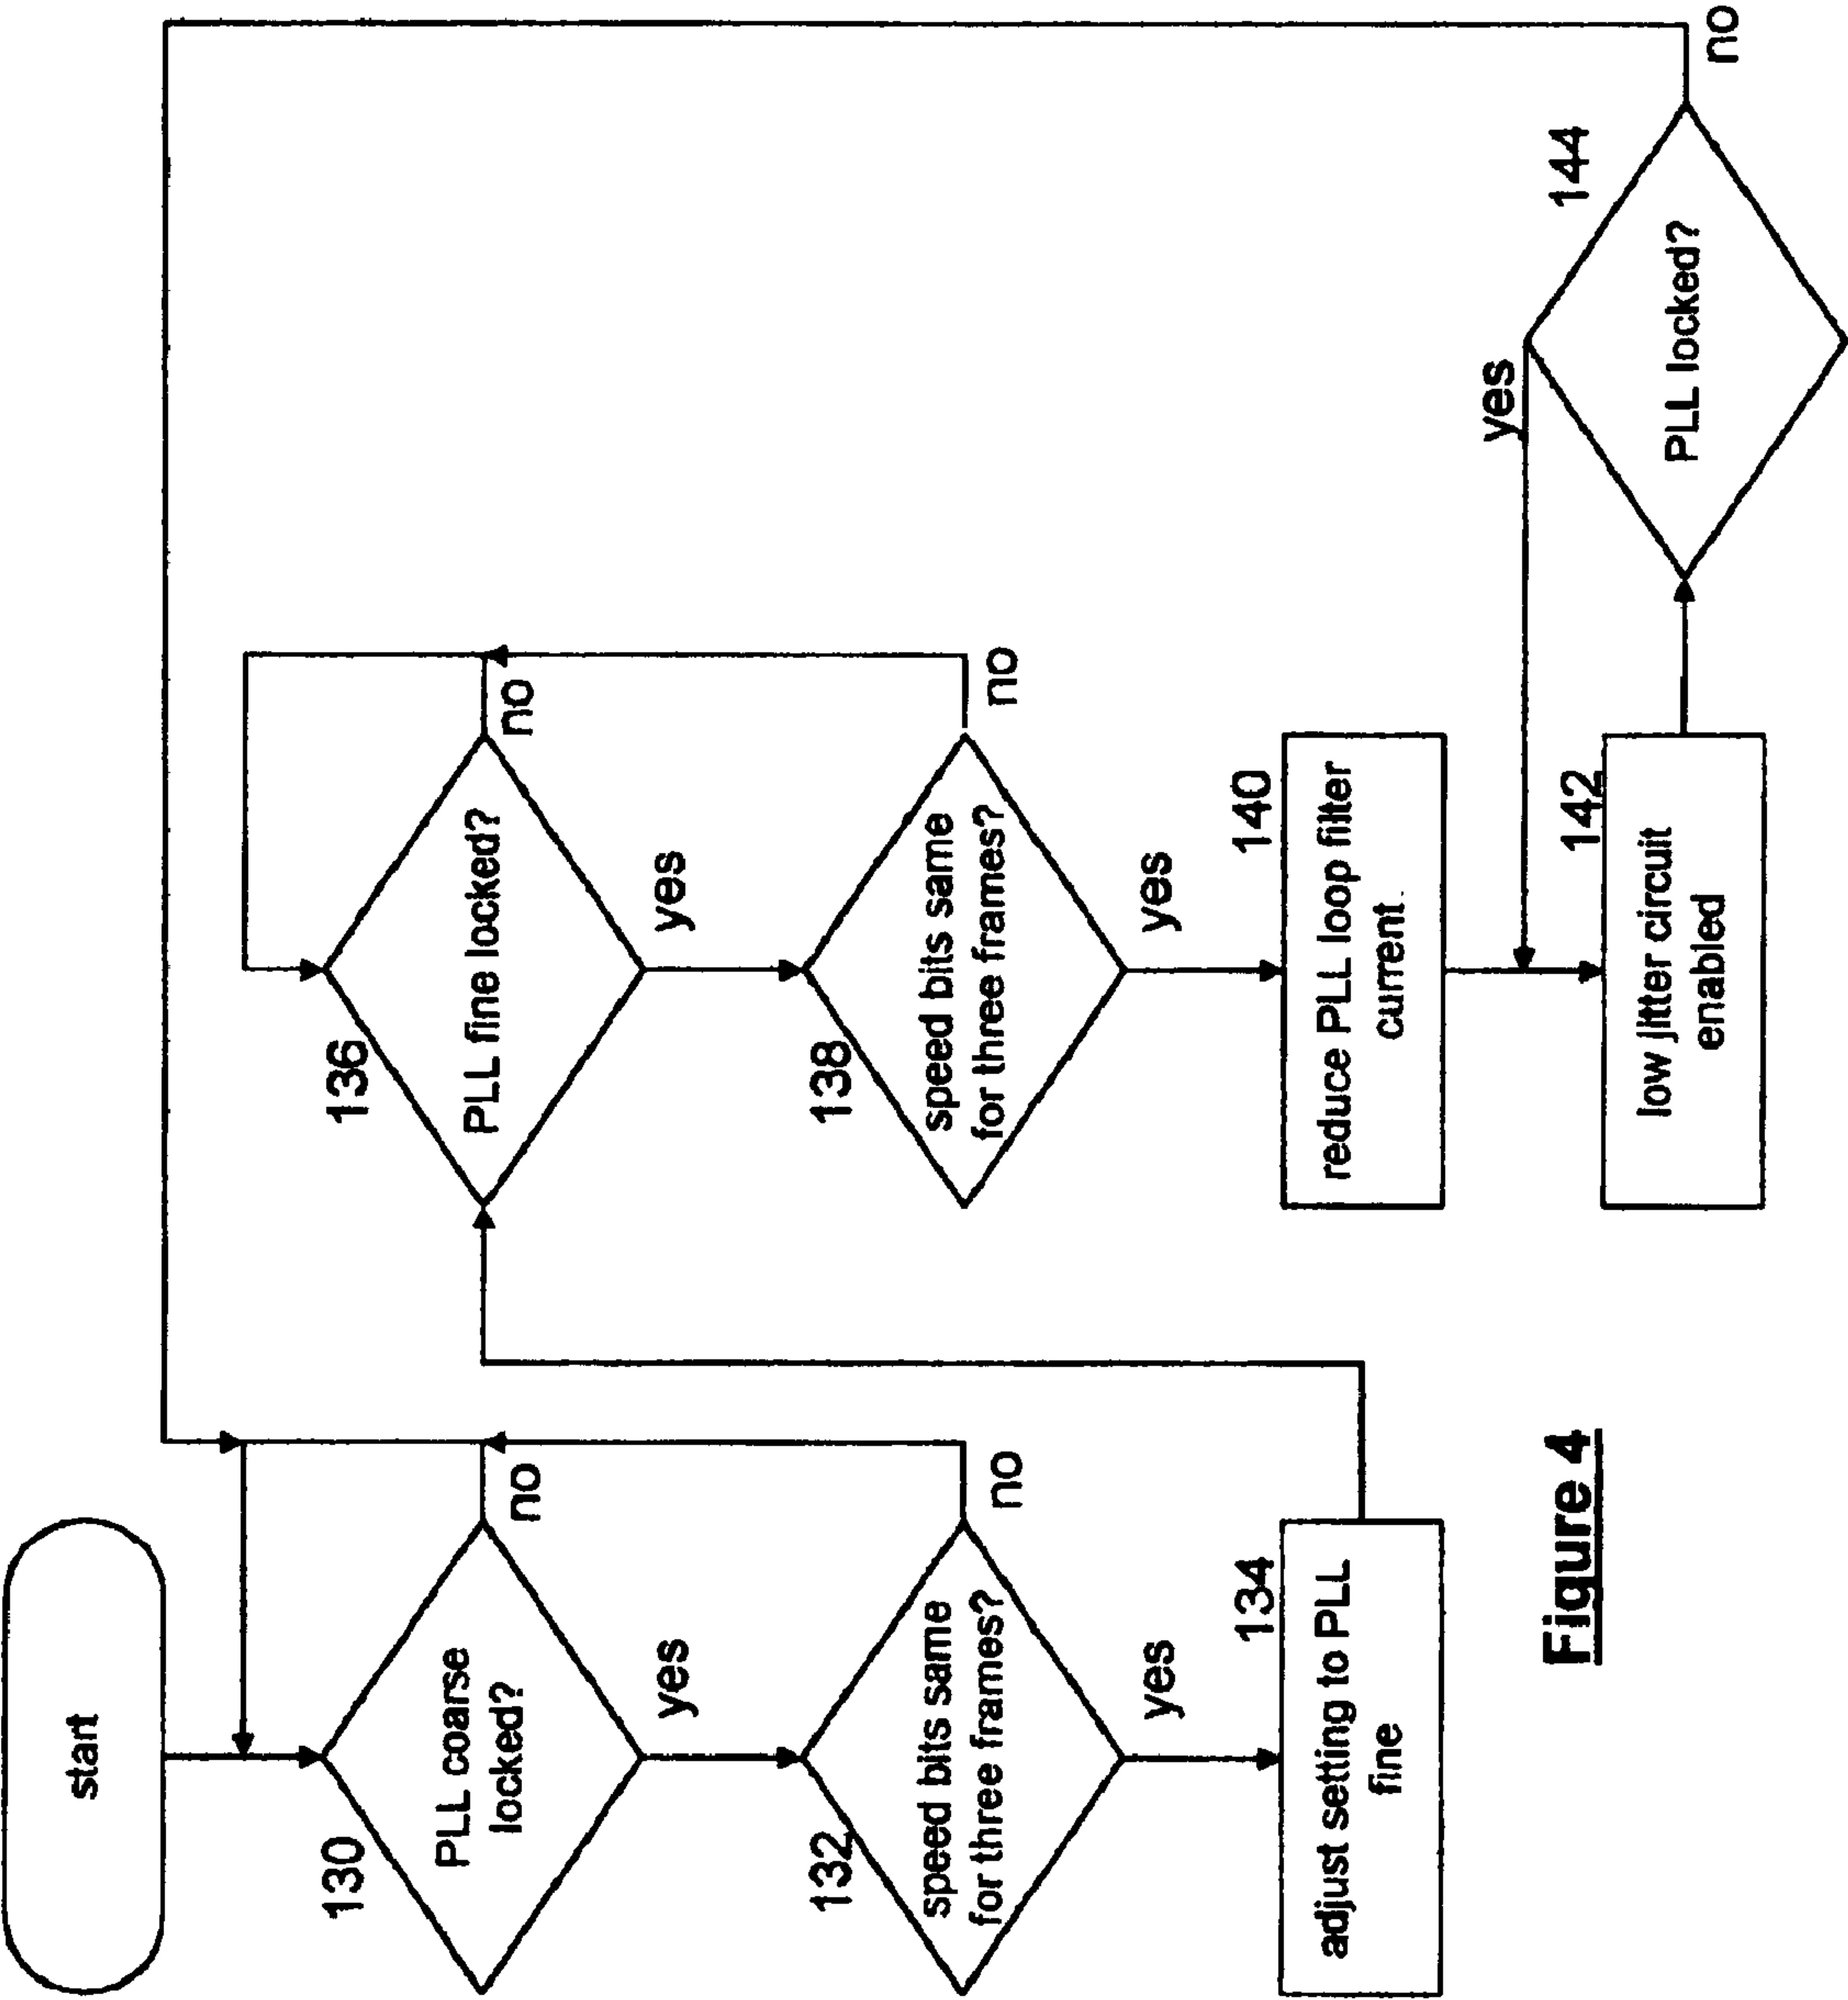 start
130
PLL coarse
locked?
no
yes
132
speed bits same
for three frames?
no
yes
134
adjust setting to PLL
fine
136
PLL fine locked?
no
yes
138
speed bits same
for three frames?
no
yes
140
reduce PLL loop filter
current
142
low jitter circuit
enabled
yes
144
PLL locked?
no
Figure 4